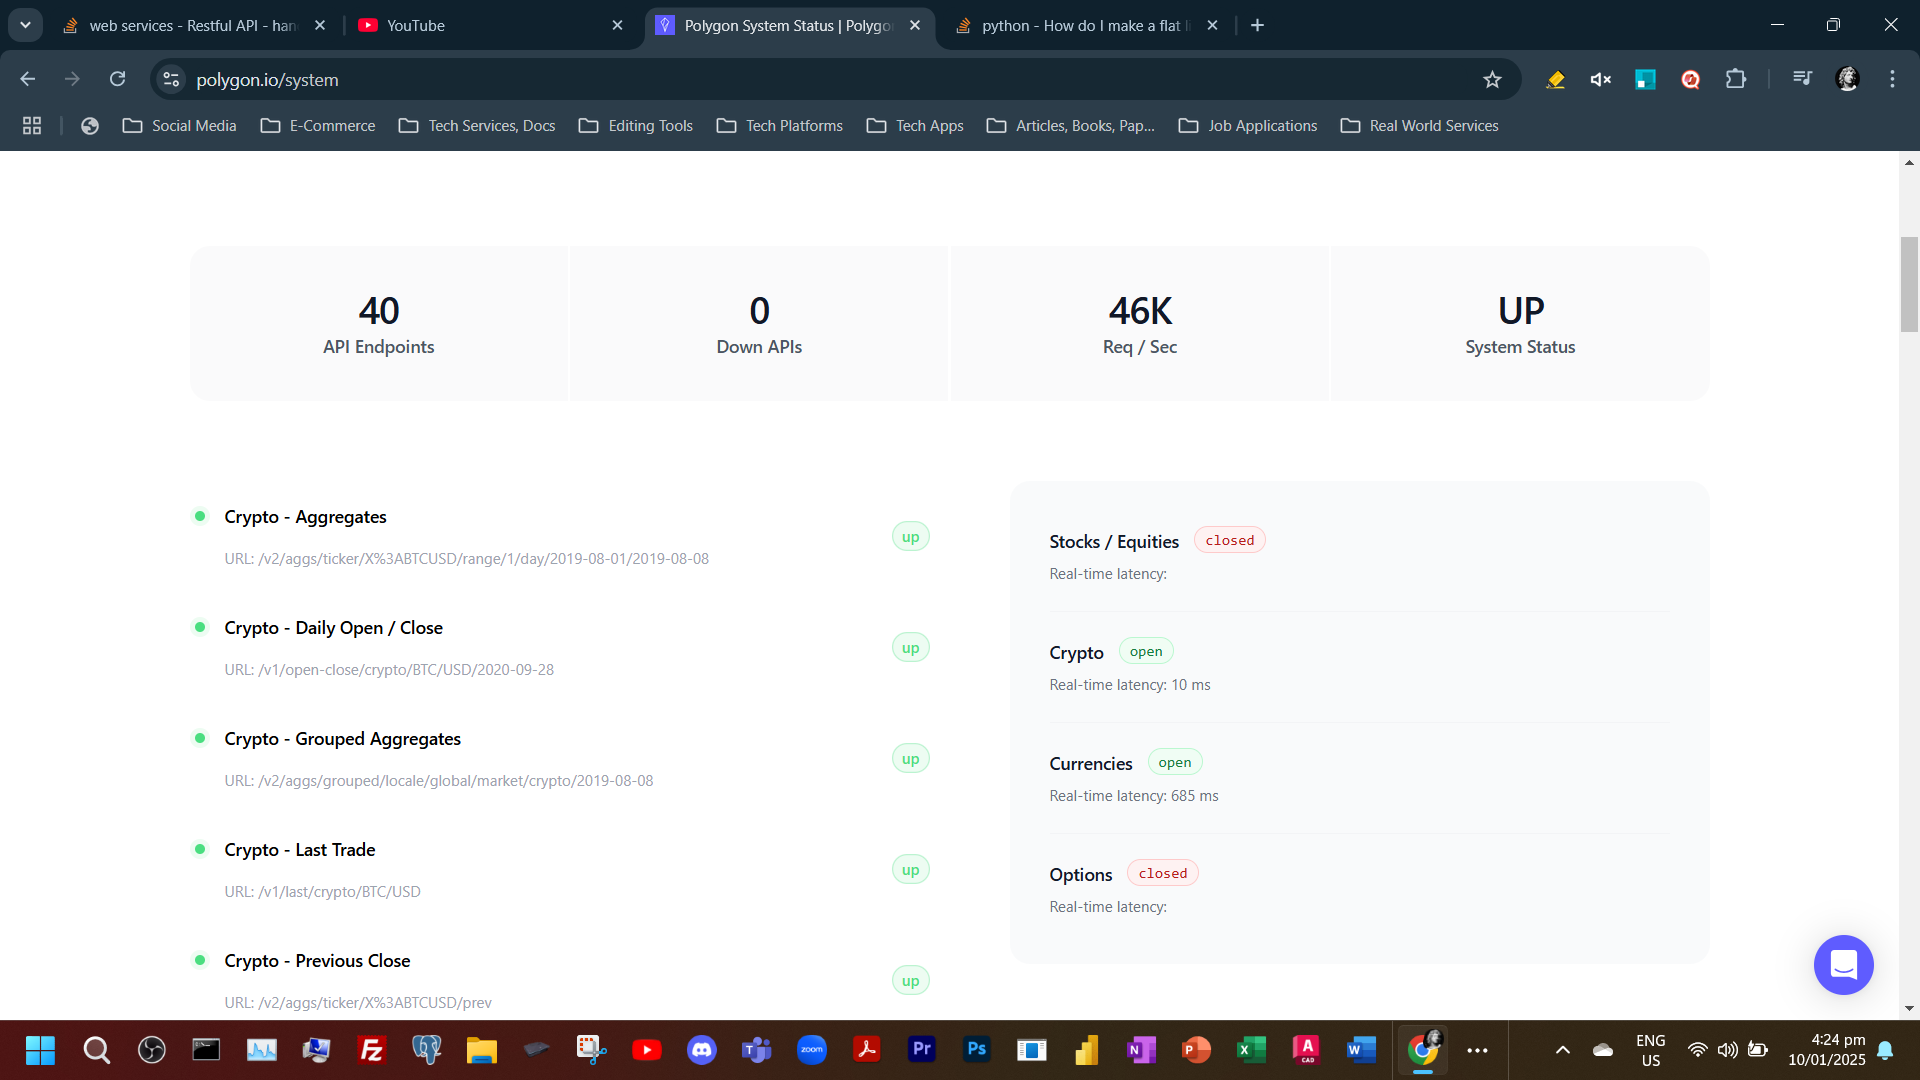 web services - Restful API - han
YouTube
Polygon System Status | Polygo
python - How do I make a flat li
polygon.io/system
Social Media
E-Commerce
Tech Services, Docs
Editing Tools
Tech Platforms
Tech Apps
Articles, Books, Pap...
Job Applications
Real World Services
40
API Endpoints
0
Down APIs
46K
Req / Sec
UP
System Status
Crypto - Aggregates
URL: /v2/aggs/ticker/X%3ABTCUSD/range/1/day/2019-08-01/2019-08-08
up
Crypto - Daily Open / Close
URL: /v1/open-close/crypto/BTC/USD/2020-09-28
up
Crypto - Grouped Aggregates
URL: /v2/aggs/grouped/locale/global/market/crypto/2019-08-08
up
Crypto - Last Trade
URL: /v1/last/crypto/BTC/USD
up
Crypto - Previous Close
URL: /v2/aggs/ticker/X%3ABTCUSD/prev
up
Stocks / Equities closed
Real-time latency:
Crypto open
Real-time latency: 10 ms
Currencies open
Real-time latency: 685 ms
Options closed
Real-time latency:
Fz
T
zoom
Pr
Ps
N
P
X
A
CAD
W
ENG
US
4:24 pm
10/01/2025